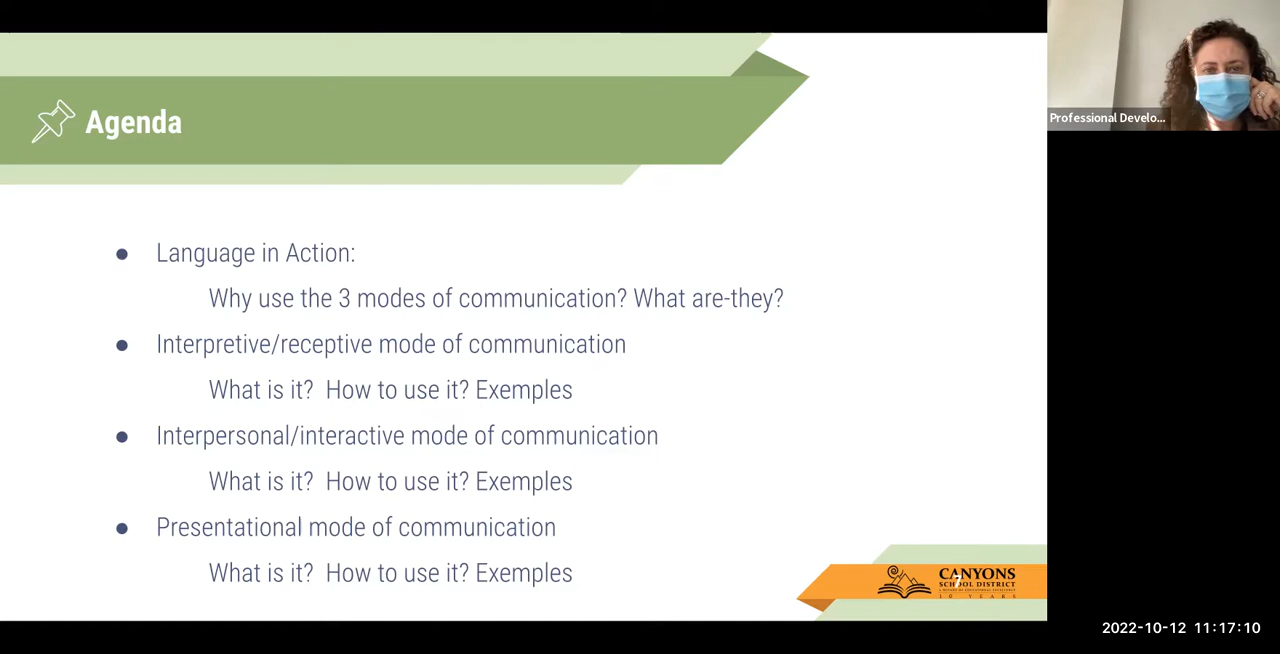 Agenda
Professional Develo...
Language in Action:
Why use the 3 modes of communication? What are-they?
Interpretive/receptive mode of communication
What is it? How to use it? Exemples
Interpersonal/interactive mode of communication
What is it? How to use it? Exemples
Presentational mode of communication
What is it? How to use it? Exemples
CANYONS
SCHOOL DISTRICT
10 YEARS
7
2022-10-12 11:17:10